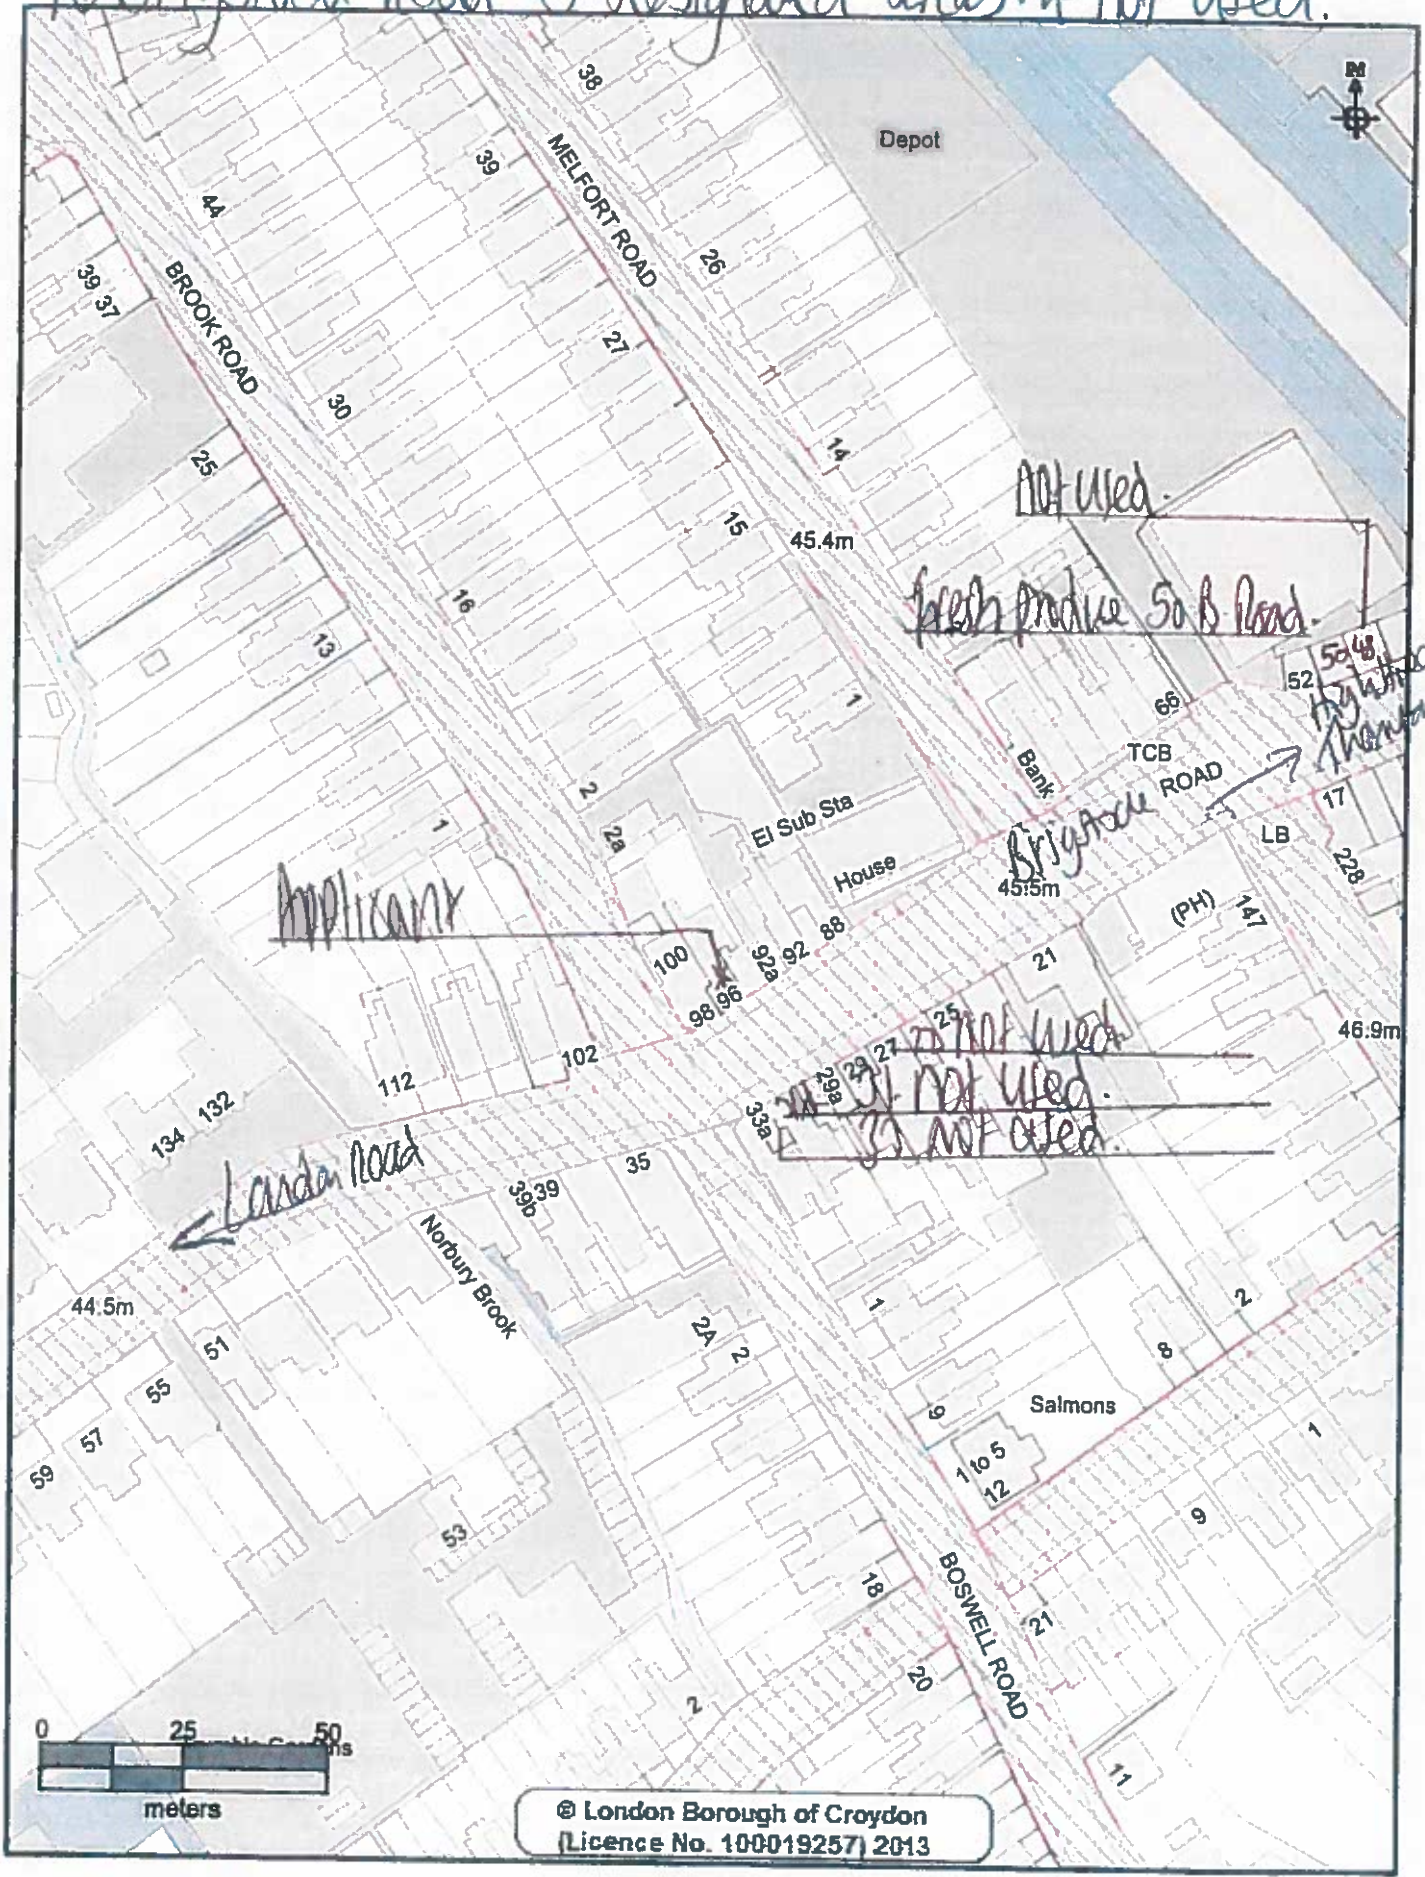 Road
designated
not used.
N
38
Depot
39
MELFORT ROAD
44
26
39 37
BROOK ROAD
27
30
14
25
not used.
15
45.4m
16
fresh produce 50 B. Road.
13
50 48
52
1
66
High
TCB
ROAD
Bank
2
17
1
2a
El Sub Sta
Brigstock
LB
House
228
45.5m
Applicant
(PH)
147
88
92
92a
100
21
96
98
25
46.9m
not used.
27
102
29
29a
112
31 not used.
132
33a
not used.
134
London Road
35
39
39b
Norbury Brook
44.5m
1
2
51
2A
2
8
55
Salmons
9
57
1 to 5
1
59
12
9
53
18
BOSWELL ROAD
21
20
2
0 25 50
11
meters
© London Borough of Croydon
(Licence No. 100019257) 2013